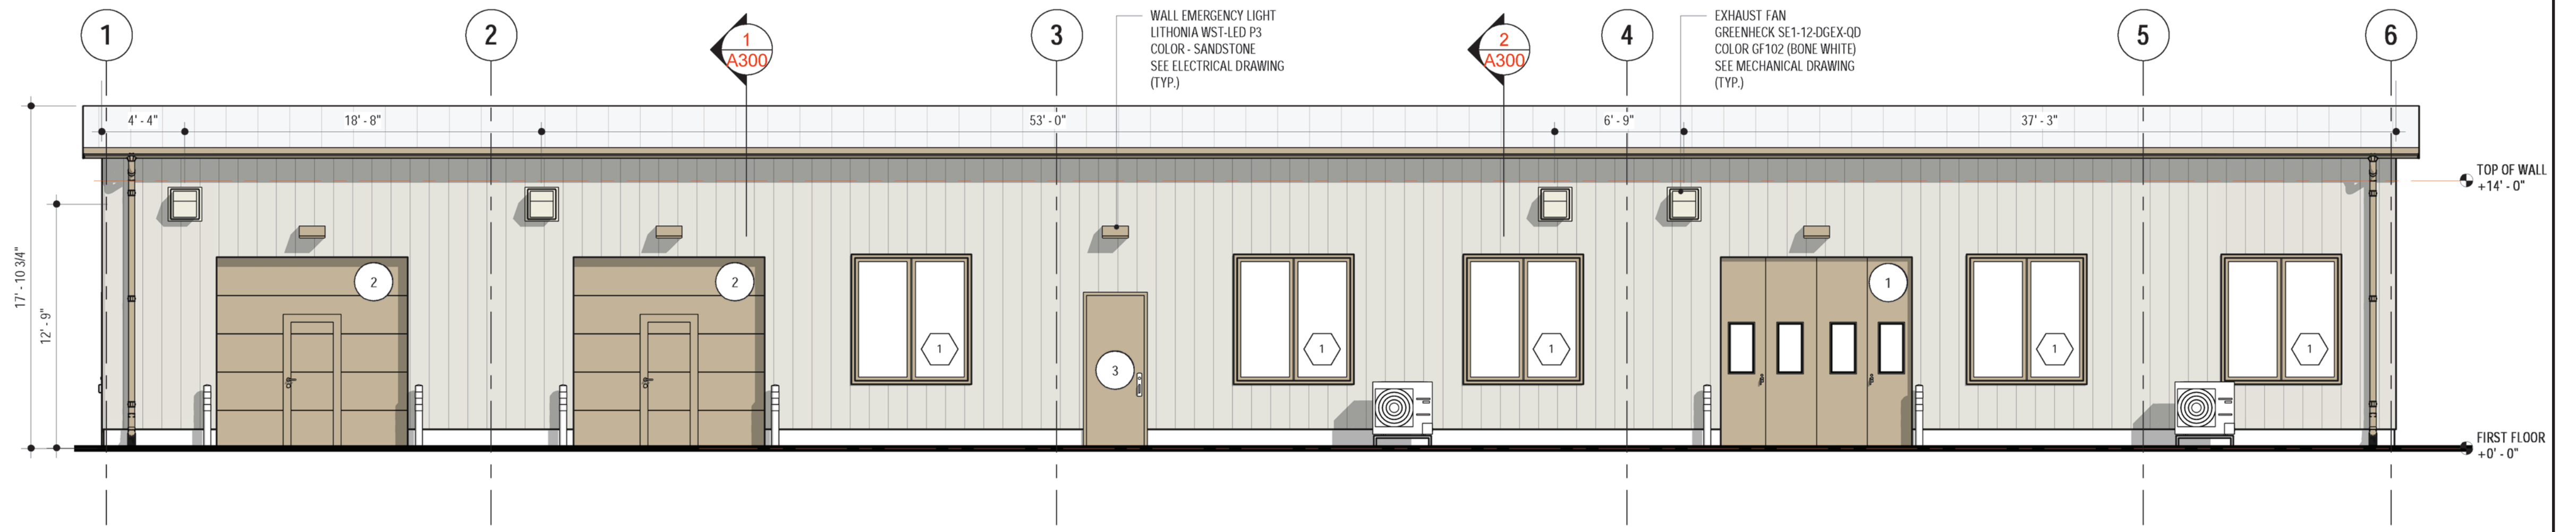 1
2
1
A300
3
WALL EMERGENCY LIGHT
LITHONIA WST-LED P3
COLOR - SANDSTONE
SEE ELECTRICAL DRAWING
(TYP.)
2
A300
4
EXHAUST FAN
GREENHECK SE1-12-DGEX-QD
COLOR GF102 (BONE WHITE)
SEE MECHANICAL DRAWING
(TYP.)
5
6
4' - 4"
18' - 8"
53' - 0"
6' - 9"
37' - 3"
TOP OF WALL
+14' - 0"
17' - 10 3/4"
12' - 9"
2
2
1
1
1
1
1
1
3
FIRST FLOOR
+0' - 0"